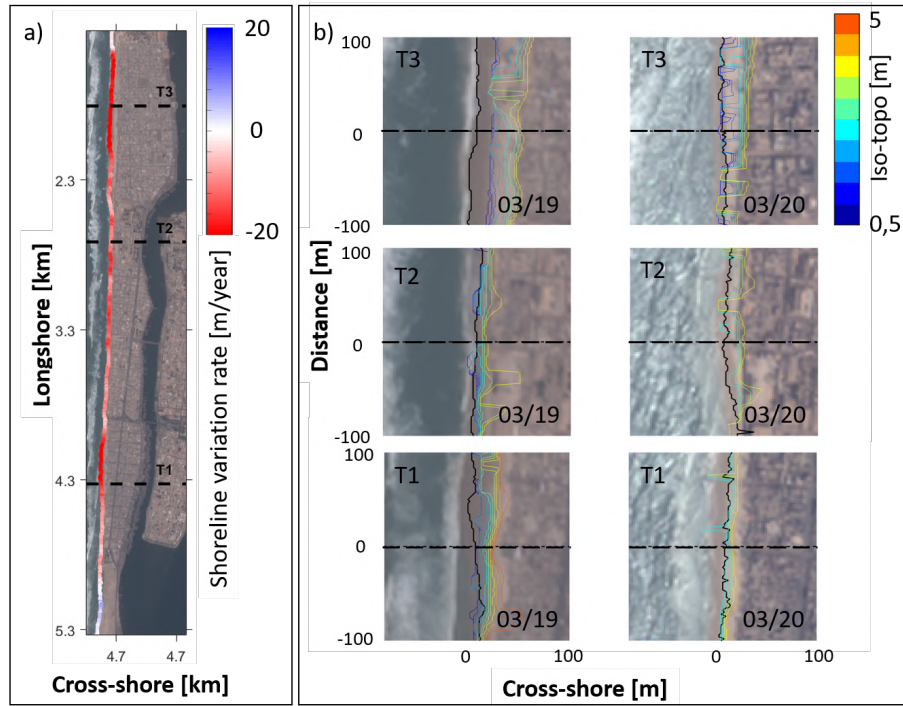 a)
20
0
-20
Shoreline variation rate [m/year]
T3
T2
T1
2.3
3.3
4.3
5.3
Longshore [km]
4.7
4.7
Cross-shore [km]
b)
100
0
-100
T3
03/19
T3
03/20
5
0,5
Iso-topo [m]
100
0
-100
T2
03/19
T2
03/20
Distance [m]
100
0
-100
T1
03/19
T1
03/20
0
100
0
100
Cross-shore [m]